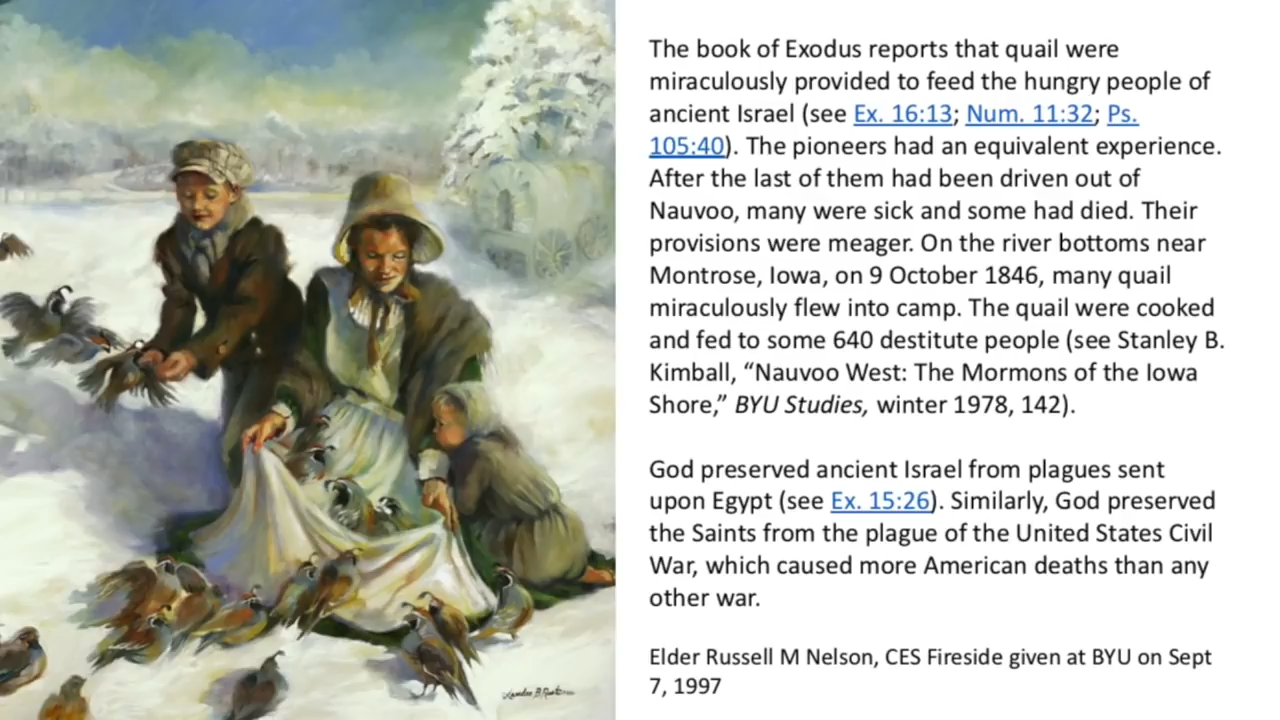 The book of Exodus reports that quail were
miraculously provided to feed the hungry people of
ancient Israel (see Ex. 16:13; Num. 11:32; Ps.
105:40). The pioneers had an equivalent experience.
After the last of them had been driven out of
Nauvoo, many were sick and some had died. Their
provisions were meager. On the river bottoms near
Montrose, Iowa, on 9 October 1846, many quail
miraculously flew into camp. The quail were cooked
and fed to some 640 destitute people (see Stanley B.
Kimball, “Nauvoo West: The Mormons of the Iowa
Shore,” BYU Studies, winter 1978, 142).
God preserved ancient Israel from plagues sent
upon Egypt (see Ex. 15:26). Similarly, God preserved
the Saints from the plague of the United States Civil
War, which caused more American deaths than any
other war.
Elder Russell M Nelson, CES Fireside given at BYU on Sept
7, 1997